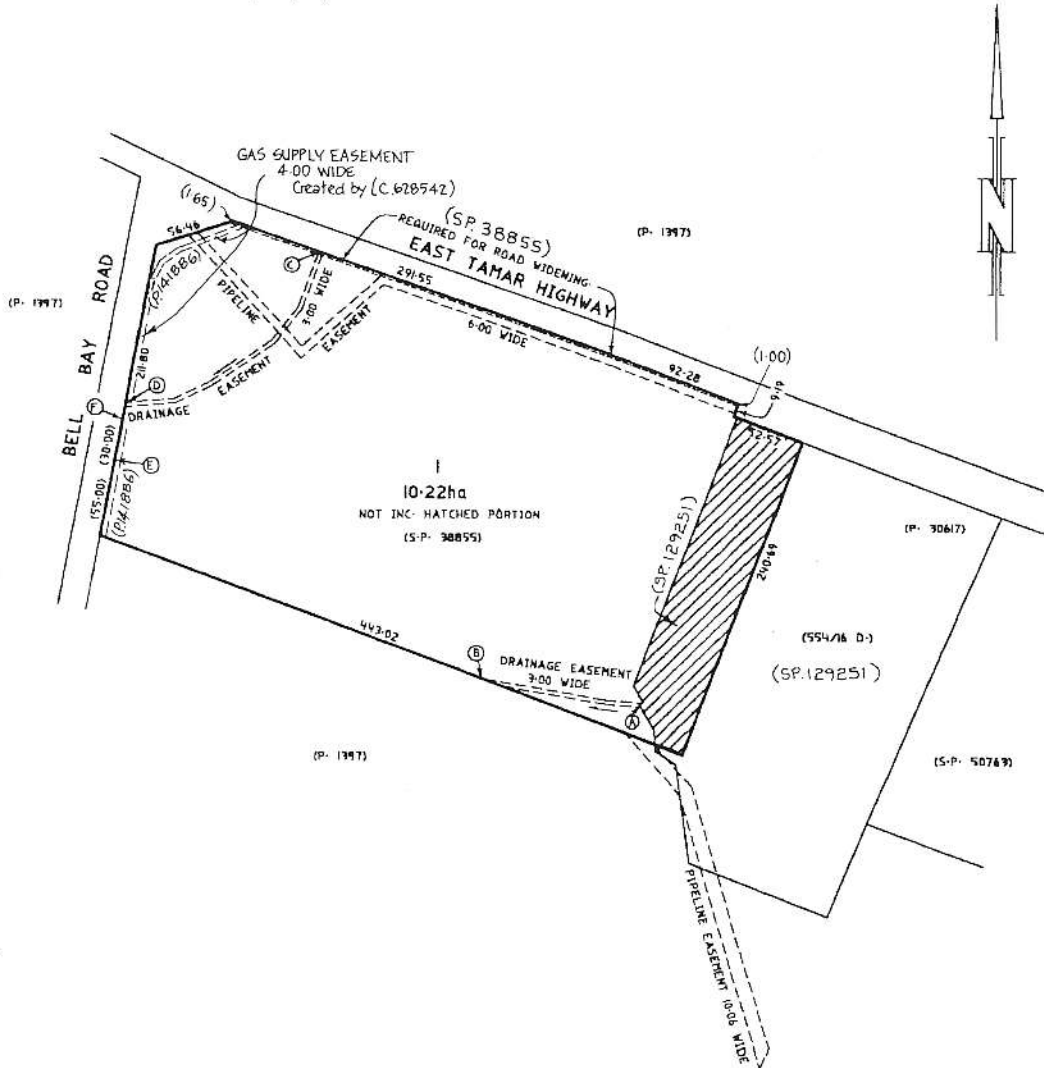 GAS SUPPLY EASEMENT
4.00 WIDE
Created by (C.628542)
(1.65)
(SP. 38855)
REQUIRED FOR ROAD WIDENING
EAST TAMAR HIGHWAY
(P. 1397)
56.46
(P.141886)
C
3.00 WIDE
291.55
PIPELINE
EASEMENT
6.00 WIDE
(P. 1397)
BELL BAY ROAD
211.80
D
DRAINAGE
EASEMENT
F
(30.00)
E
(55.00)
(P.141886)
92.28
(1.00)
9.19
32.57
1
10.22ha
NOT INC. HATCHED PORTION
(S.P. 38855)
(SP.129251)
240.69
(P. 30617)
443.02
B
DRAINAGE EASEMENT
3.00 WIDE
A
(554/16 D.)
(SP.129251)
(P. 1397)
(S.P. 50763)
PIPELINE EASEMENT 10.06 WIDE
N